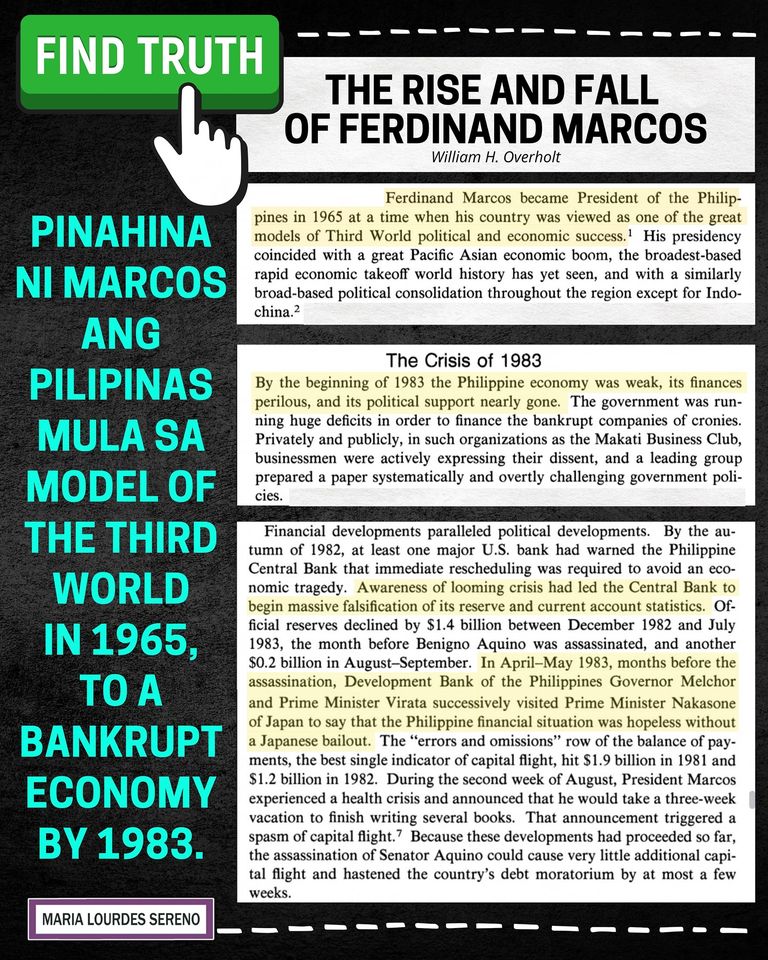 FIND TRUTH
THE RISE AND FALL
OF FERDINAND MARCOS
William H. Overholt
PINAHINA
NI MARCOS
ANG
PILIPINAS
MULA SA
MODEL OF
THE THIRD
WORLD
IN 1965,
TO A
BANKRUPT
ECONOMY
BY 1983.
Ferdinand Marcos became President of the Philip-
pines in 1965 at a time when his country was viewed as one of the great
models of Third World political and economic success.¹ His presidency
coincided with a great Pacific Asian economic boom, the broadest-based
rapid economic takeoff world history has yet seen, and with a similarly
broad-based political consolidation throughout the region except for Indo-
china.²
The Crisis of 1983
By the beginning of 1983 the Philippine economy was weak, its finances
perilous, and its political support nearly gone. The government was run-
ning huge deficits in order to finance the bankrupt companies of cronies.
Privately and publicly, in such organizations as the Makati Business Club,
businessmen were actively expressing their dissent, and a leading group
prepared a paper systematically and overtly challenging government poli-
cies.
Financial developments paralleled political developments. By the au-
tumn of 1982, at least one major U.S. bank had warned the Philippine
Central Bank that immediate rescheduling was required to avoid an eco-
nomic tragedy. Awareness of looming crisis had led the Central Bank to
begin massive falsification of its reserve and current account statistics. Of-
ficial reserves declined by $1.4 billion between December 1982 and July
1983, the month before Benigno Aquino was assassinated, and another
$0.2 billion in August–September. In April–May 1983, months before the
assassination, Development Bank of the Philippines Governor Melchor
and Prime Minister Virata successively visited Prime Minister Nakasone
of Japan to say that the Philippine financial situation was hopeless without
a Japanese bailout. The "errors and omissions" row of the balance of pay-
ments, the best single indicator of capital flight, hit $1.9 billion in 1981 and
$1.2 billion in 1982. During the second week of August, President Marcos
experienced a health crisis and announced that he would take a three-week
vacation to finish writing several books. That announcement triggered a
spasm of capital flight.⁷ Because these developments had proceeded so far,
the assassination of Senator Aquino could cause very little additional capi-
tal flight and hastened the country's debt moratorium by at most a few
weeks.
MARIA LOURDES SERENO